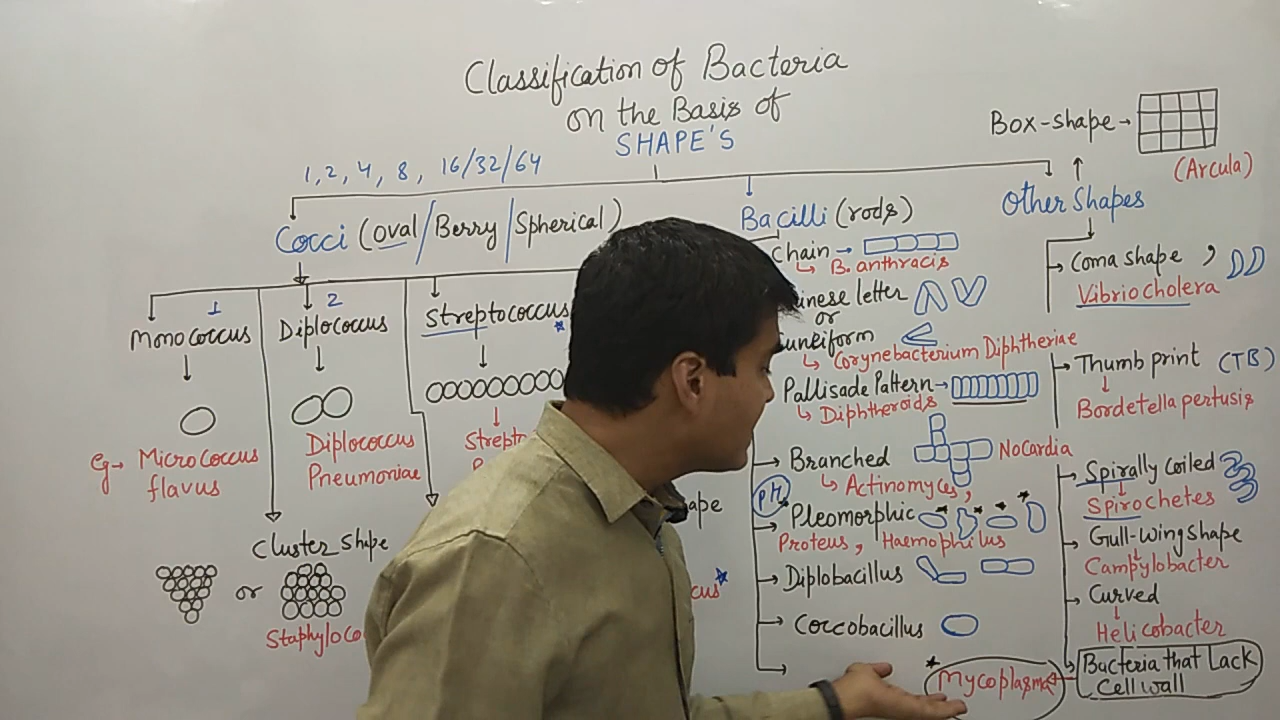 Classification of Bacteria
on the Basis of
SHAPE'S
1, 2, 4, 8, 16/32/64
Cocci (Oval/Berry/Spherical)
1
Monococcus
eg→ Micrococcus
flavus
2
Diplococcus
Diplococcus
Pneumoniae
Streptococcus
Cluster Shape
or
Bacilli (rods)
Chain →
B. anthracis
letter
or
Corynebacterium Diphtheriae
Pallisade Pattern→
Diphtheroids
Branched
Nocardia
Actinomyces,
pH
Pleomorphic
Proteus, Haemophilus
Diplobacillus
Coccobacillus
Other Shapes
Box-shape→
(Arcula)
Coma shape ,
Vibriocholera
Thumb print (TB)
Bordetella pertusis
Spirally coiled
Spirochetes
Gull-wing shape
Campylobacter
Curved
Helicobacter
Bacteria that Lack
Cell wall
Mycoplasma